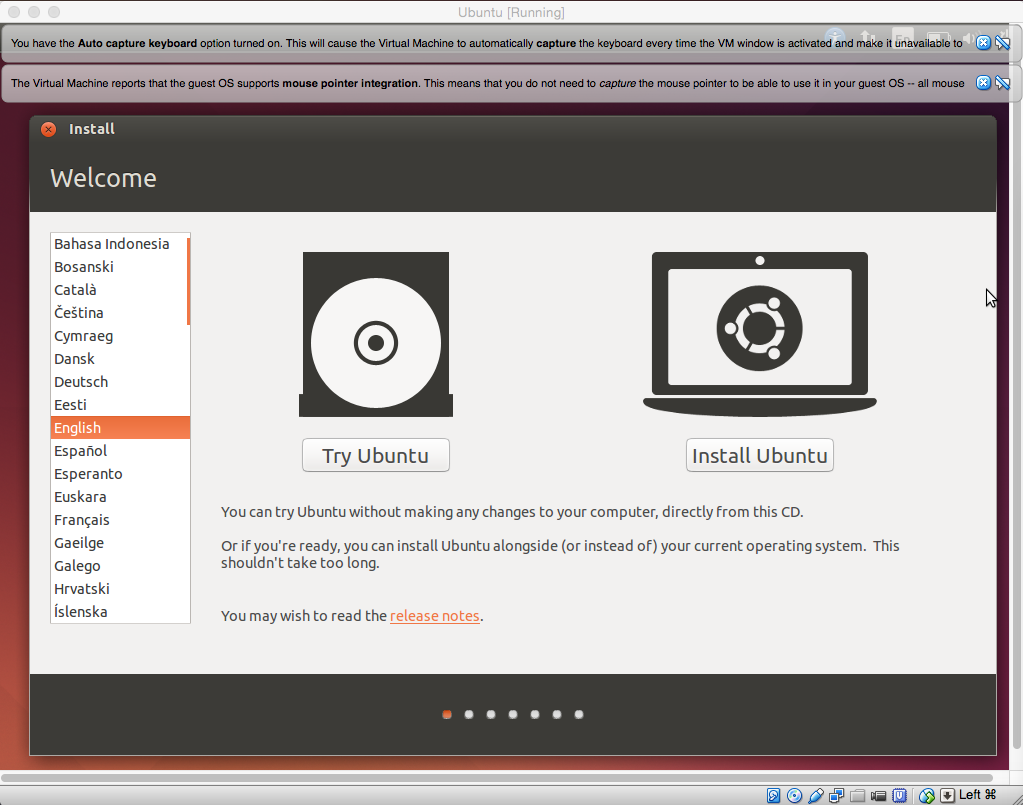 Ubuntu [Running]
You have the Auto capture keyboard option turned on. This will cause the Virtual Machine to automatically capture the keyboard every time the VM window is activated and make it unavailable to
The Virtual Machine reports that the guest OS supports mouse pointer integration. This means that you do not need to capture the mouse pointer to be able to use it in your guest OS -- all mouse
Install
Welcome
Bahasa Indonesia
Bosanski
Català
Čeština
Cymraeg
Dansk
Deutsch
Eesti
English
Español
Esperanto
Euskara
Français
Gaeilge
Galego
Hrvatski
Íslenska
Try Ubuntu
Install Ubuntu
You can try Ubuntu without making any changes to your computer, directly from this CD.
Or if you're ready, you can install Ubuntu alongside (or instead of) your current operating system.  This
shouldn't take too long.
You may wish to read the release notes.
Left ⌘